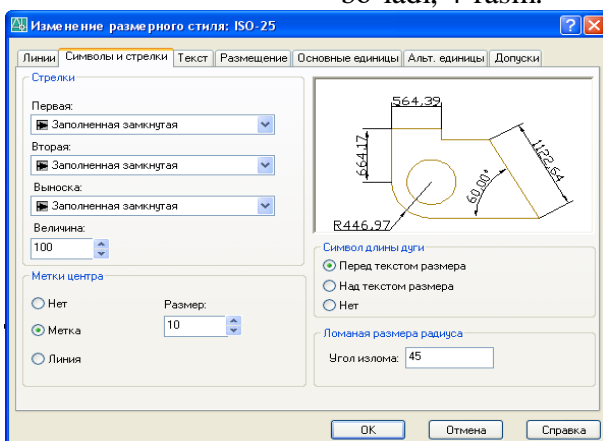 Изменение размерного стиля: ISO-25
Линии Символы и стрелки Текст Размещение Основные единицы Альт. единицы Допуски
Стрелки
Первая:
Заполненная замкнутая
Вторая:
Заполненная замкнутая
Выноска:
Заполненная замкнутая
Величина:
100
Метки центра
Нет
Метка
Линия
Размер:
10
564,39
664,17
1122,64
60,00°
R446,97
Символ длины дуги
Перед текстом размера
Над текстом размера
Нет
Ломаная размера радиуса
Угол излома: 45
OK Отмена Справка